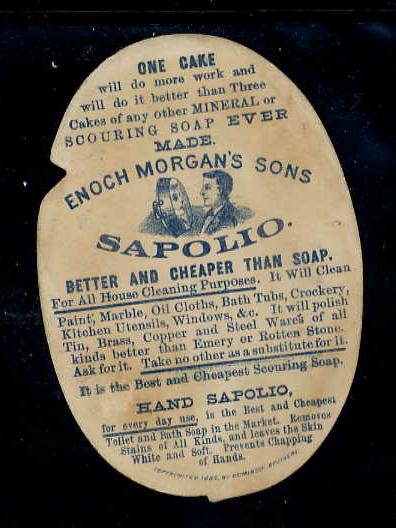 ONE CAKE
will do more work and
will do it better than Three
Cakes of any other MINERAL or
SCOURING SOAP EVER
MADE.
ENOCH MORGAN'S SONS
SAPOLIO.
BETTER AND CHEAPER THAN SOAP.
For All House Cleaning Purposes. It Will Clean
Paint, Marble, Oil Cloths, Bath Tubs, Crockery,
Kitchen Utensils, Windows, &c. It will polish
Tin, Brass, Copper and Steel Wares of all
kinds better than Emery or Rotten Stone.
Ask for it. Take no other as a substitute for it.
It is the Best and Cheapest Scouring Soap.
HAND SAPOLIO,
for every day use, is the Best and Cheapest
Toilet and Bath Soap in the Market. Removes
Stains of All Kinds, and leaves the Skin
White and Soft. Prevents Chapping
of Hands.
COPYRIGHTED 1882, BY BROTHERS.